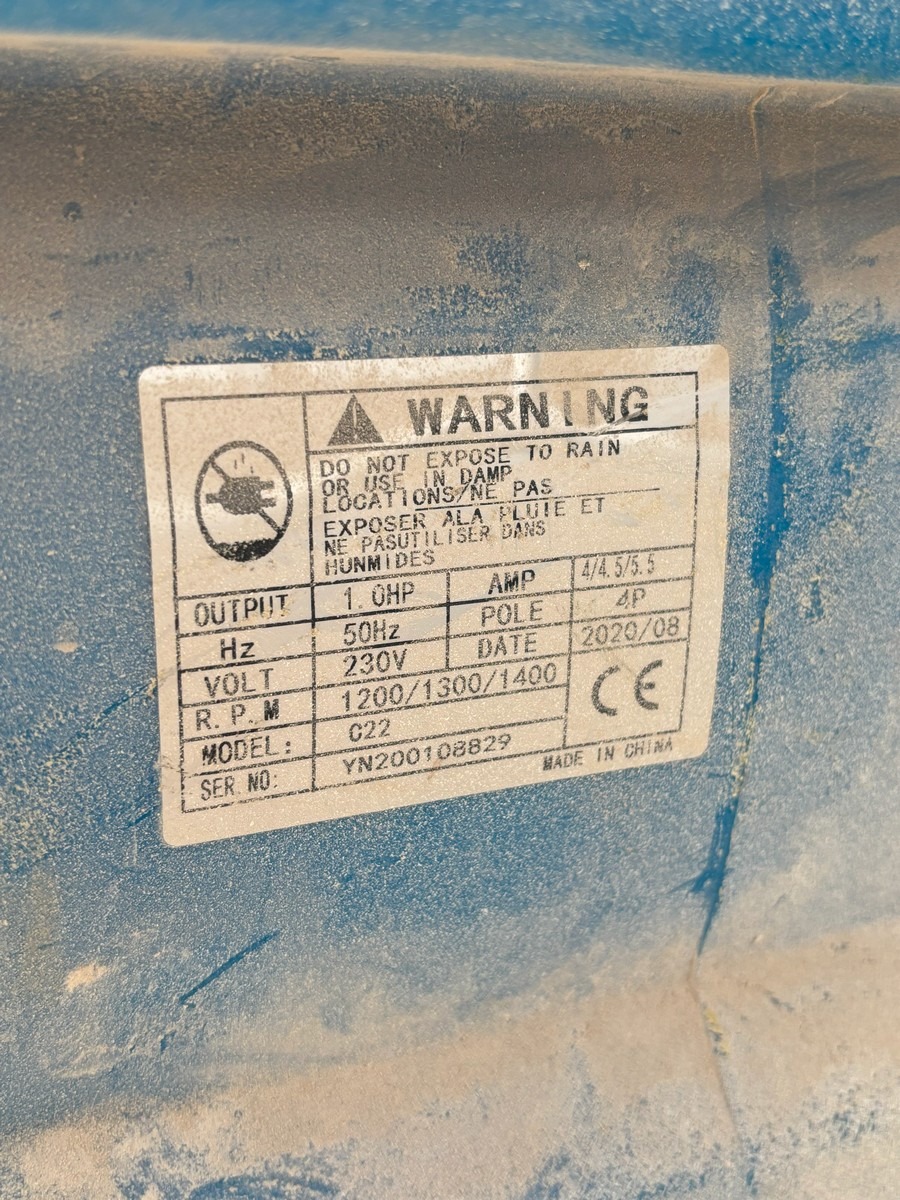 WARNING
DO NOT EXPOSE TO RAIN
OR USE IN DAMP
LOCATIONS/NE PAS
EXPOSER ALA PLUIE ET
NE PASUTILISER DANS
HUNMIDES
OUTPUT 1.0HP AMP 4/4.5/5.5
Hz 50Hz POLE 4P
VOLT 230V DATE 2020/08
R.P.M 1200/1300/1400
MODEL: C22 CE
SER NO: YN200108829
MADE IN CHINA